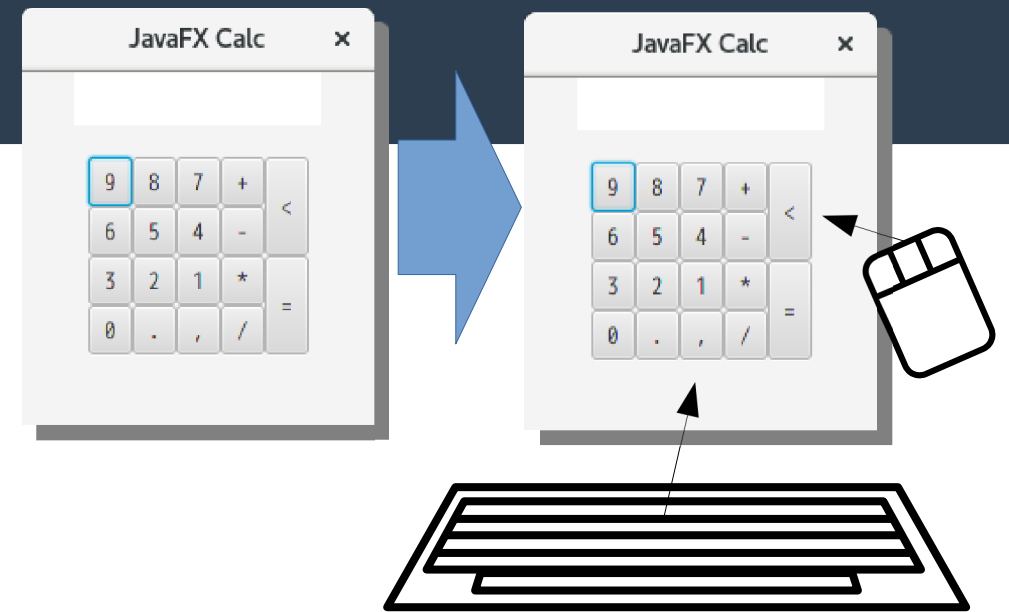 JavaFX Calc ×
9 8 7 + <
6 5 4 -
3 2 1 * =
0 . , /
JavaFX Calc ×
9 8 7 + <
6 5 4 -
3 2 1 * =
0 . , /